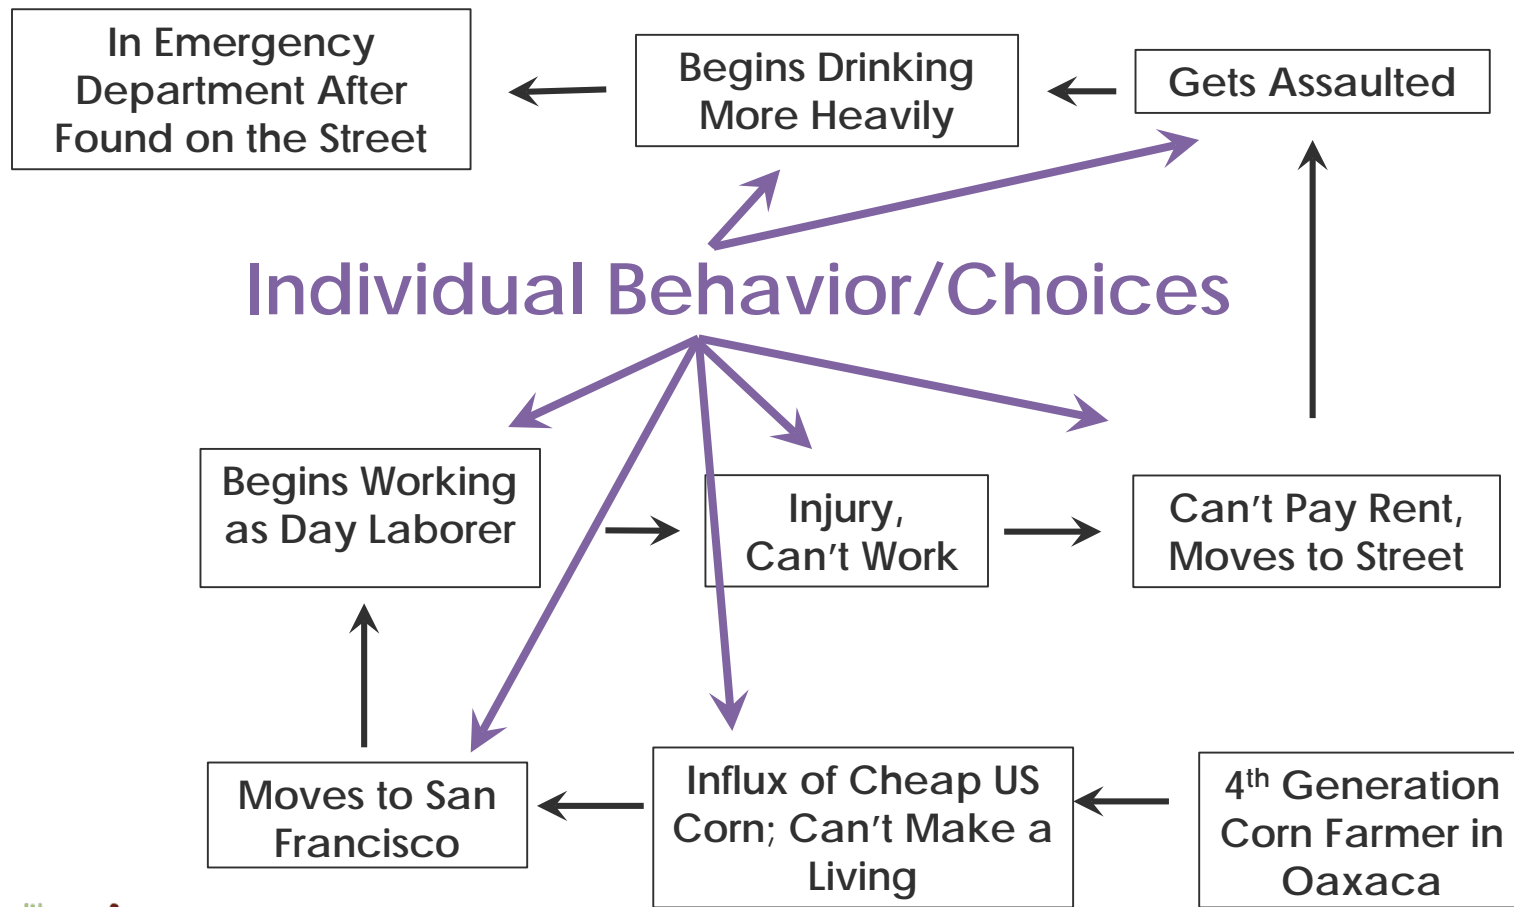 In Emergency
Department After
Found on the Street
Begins Drinking
More Heavily
Gets Assaulted
Individual Behavior/Choices
Begins Working
as Day Laborer
Injury,
Can't Work
Can't Pay Rent,
Moves to Street
Moves to San
Francisco
Influx of Cheap US
Corn; Can't Make a
Living
4th Generation
Corn Farmer in
Oaxaca